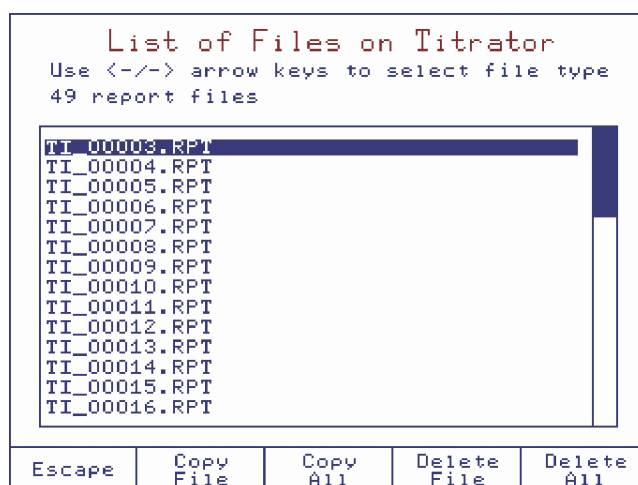 List of Files on Titrator
Use <-/-> arrow keys to select file type
49 report files
TI_00003.RPT
TI_00004.RPT
TI_00005.RPT
TI_00006.RPT
TI_00007.RPT
TI_00008.RPT
TI_00009.RPT
TI_00010.RPT
TI_00011.RPT
TI_00012.RPT
TI_00013.RPT
TI_00014.RPT
TI_00015.RPT
TI_00016.RPT
Escape
Copy
File
Copy
All
Delete
File
Delete
All